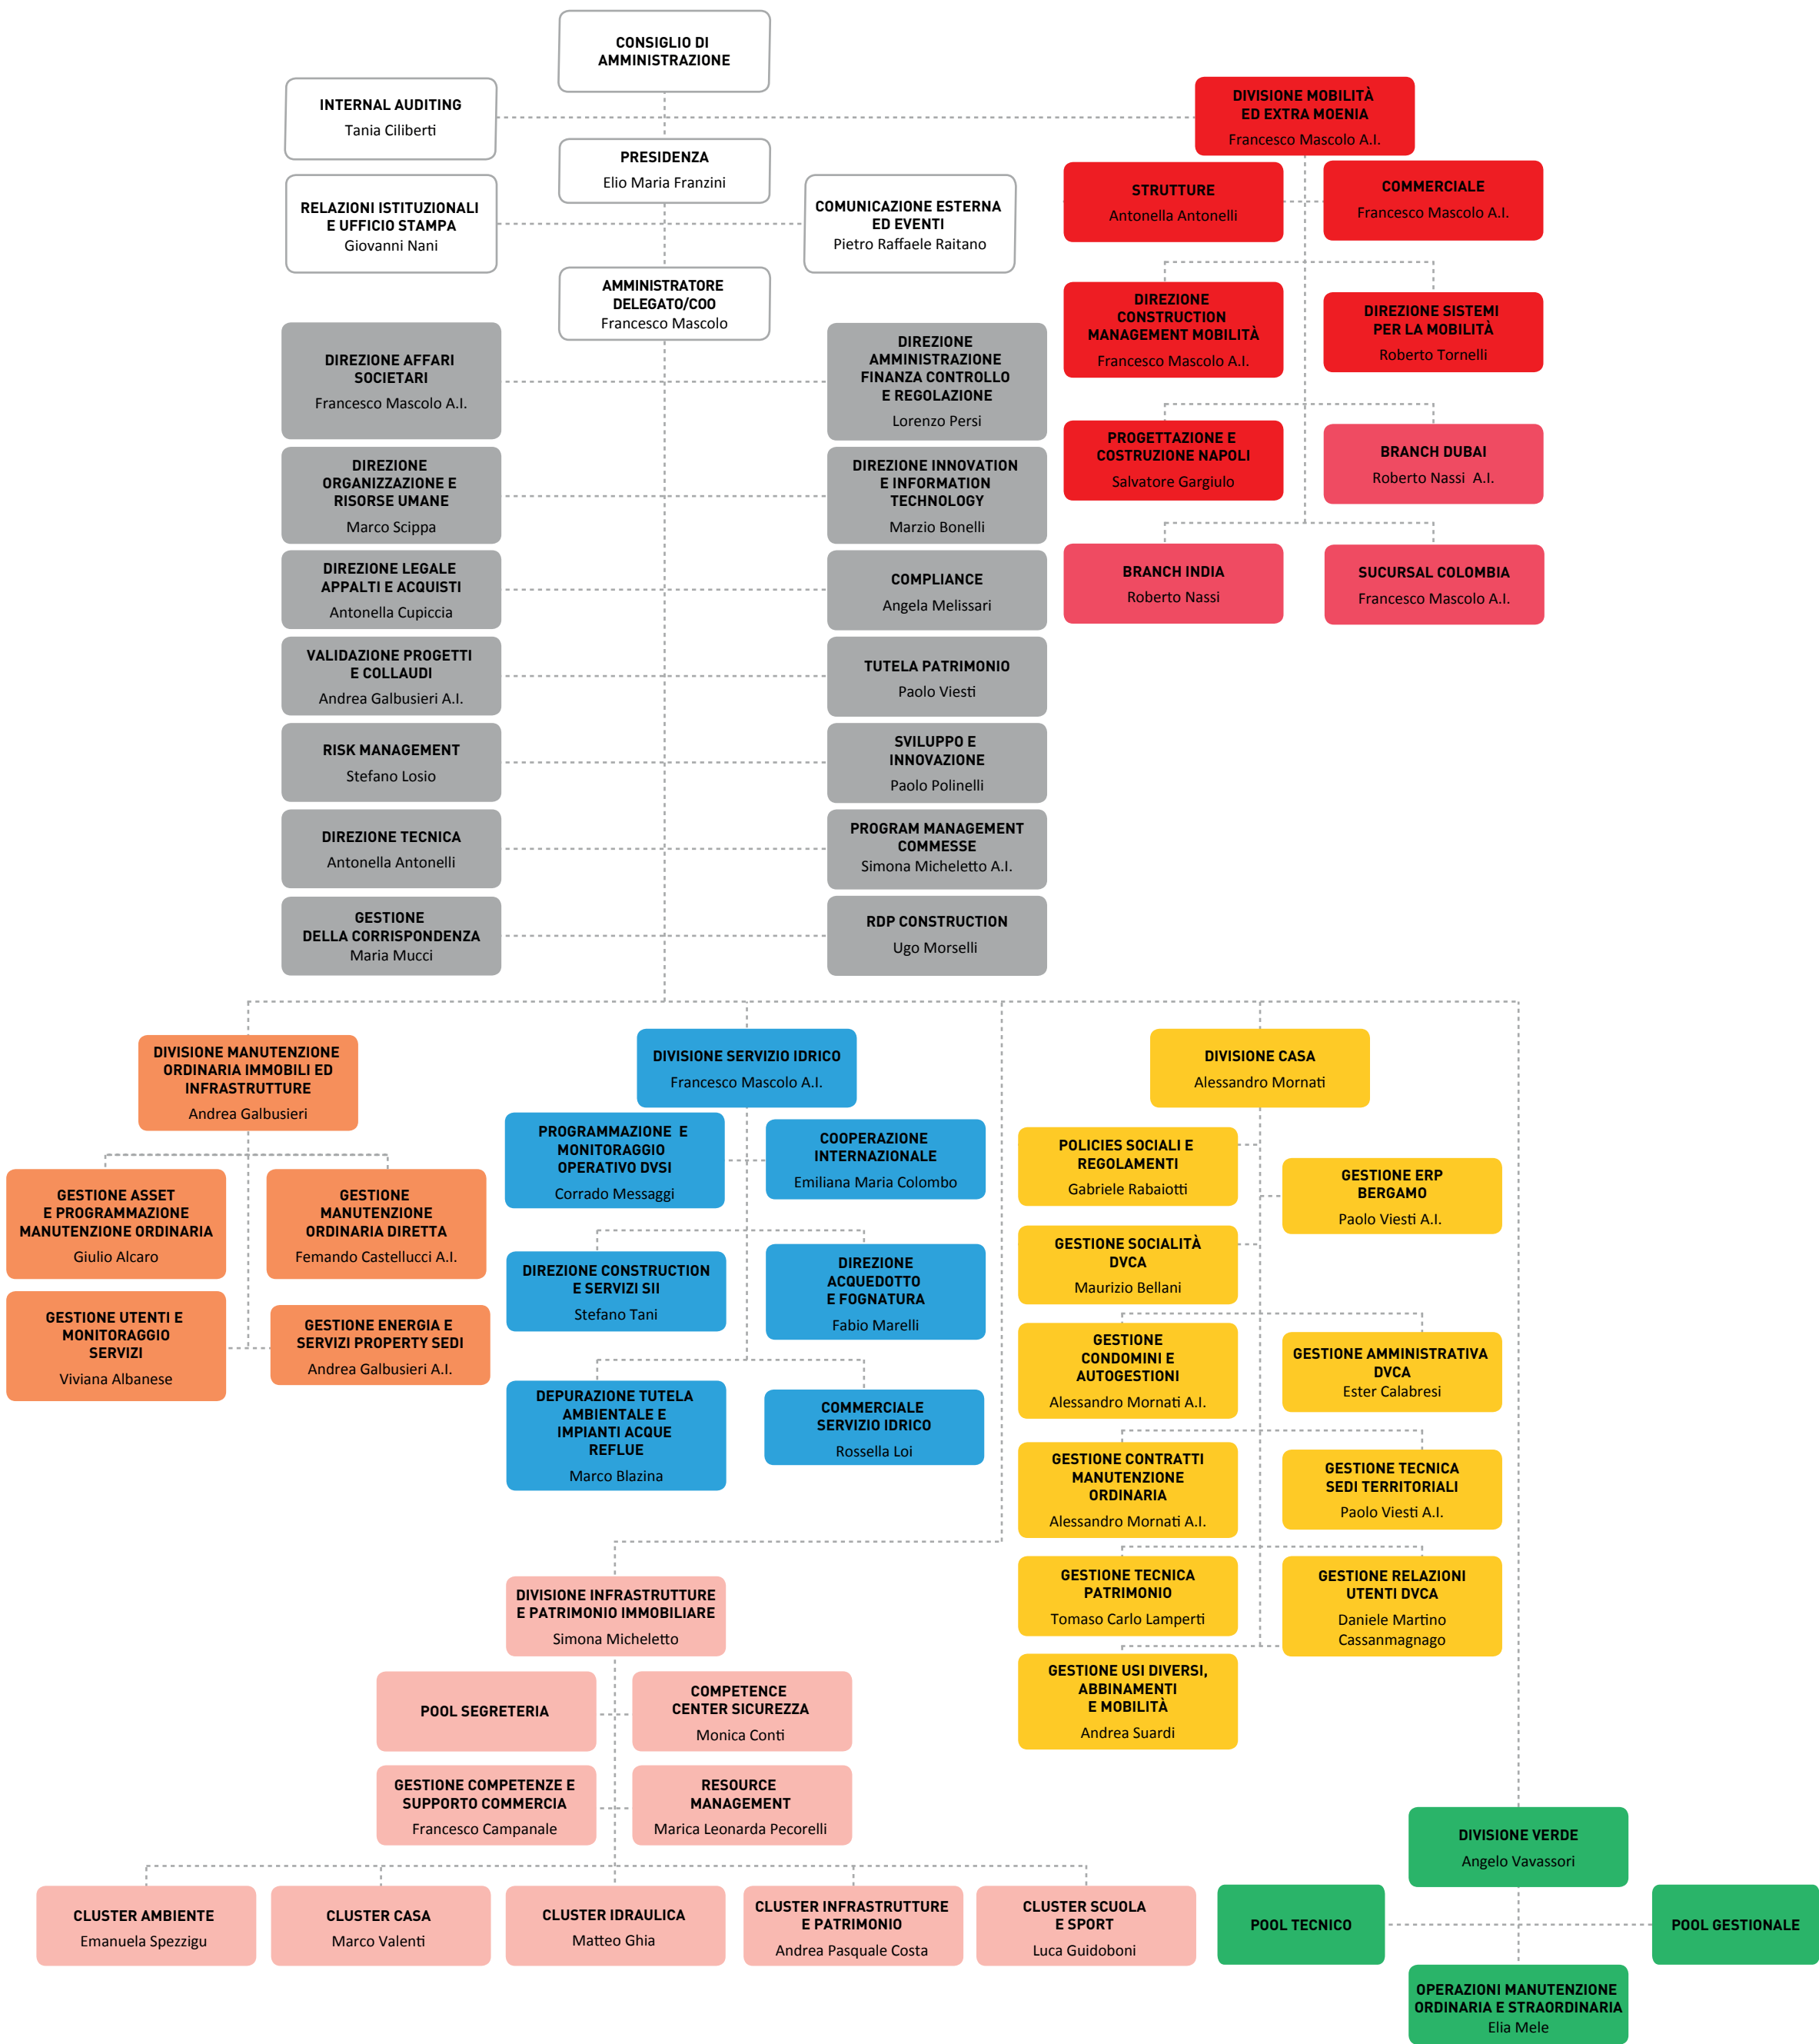 CONSIGLIO DI
AMMINISTRAZIONE
INTERNAL AUDITING
Tania Ciliberti
DIVISIONE MOBILITÀ
ED EXTRA MOENIA
Francesco Mascolo A.I.
PRESIDENZA
Elio Maria Franzini
RELAZIONI ISTITUZIONALI
E UFFICIO STAMPA
Giovanni Nani
COMUNICAZIONE ESTERNA
ED EVENTI
Pietro Raffaele Raitano
STRUTTURE
Antonella Antonelli
COMMERCIALE
Francesco Mascolo A.I.
AMMINISTRATORE
DELEGATO/COO
Francesco Mascolo
DIREZIONE
CONSTRUCTION
MANAGEMENT MOBILITÀ
Francesco Mascolo A.I.
DIREZIONE SISTEMI
PER LA MOBILITÀ
Roberto Tornelli
DIREZIONE AFFARI
SOCIETARI
Francesco Mascolo A.I.
DIREZIONE
AMMINISTRAZIONE
FINANZA CONTROLLO
E REGOLAZIONE
Lorenzo Persi
PROGETTAZIONE E
COSTRUZIONE NAPOLI
Salvatore Gargiulo
BRANCH DUBAI
Roberto Nassi A.I.
DIREZIONE
ORGANIZZAZIONE E
RISORSE UMANE
Marco Scippa
DIREZIONE INNOVATION
E INFORMATION
TECHNOLOGY
Marzio Bonelli
BRANCH INDIA
Roberto Nassi
SUCURSAL COLOMBIA
Francesco Mascolo A.I.
DIREZIONE LEGALE
APPALTI E ACQUISTI
Antonella Cupiccia
COMPLIANCE
Angela Melissari
VALIDAZIONE PROGETTI
E COLLAUDI
Andrea Galbusieri A.I.
TUTELA PATRIMONIO
Paolo Viesti
RISK MANAGEMENT
Stefano Losio
SVILUPPO E
INNOVAZIONE
Paolo Polinelli
DIREZIONE TECNICA
Antonella Antonelli
PROGRAM MANAGEMENT
COMMESSE
Simona Micheletto A.I.
GESTIONE
DELLA CORRISPONDENZA
Maria Mucci
RDP CONSTRUCTION
Ugo Morselli
DIVISIONE MANUTENZIONE
ORDINARIA IMMOBILI ED
INFRASTRUTTURE
Andrea Galbusieri
GESTIONE ASSET
E PROGRAMMAZIONE
MANUTENZIONE ORDINARIA
Giulio Alcaro
GESTIONE
MANUTENZIONE
ORDINARIA DIRETTA
Femando Castellucci A.I.
GESTIONE UTENTI E
MONITORAGGIO
SERVIZI
Viviana Albanese
GESTIONE ENERGIA E
SERVIZI PROPERTY SEDI
Andrea Galbusieri A.I.
DIVISIONE SERVIZIO IDRICO
Francesco Mascolo A.I.
PROGRAMMAZIONE E
MONITORAGGIO
OPERATIVO DVSI
Corrado Messaggi
COOPERAZIONE
INTERNAZIONALE
Emiliana Maria Colombo
DIREZIONE CONSTRUCTION
E SERVIZI SII
Stefano Tani
DIREZIONE
ACQUEDOTTO
E FOGNATURA
Fabio Marelli
DEPURAZIONE TUTELA
AMBIENTALE E
IMPIANTI ACQUE
REFLUE
Marco Blazina
COMMERCIALE
SERVIZIO IDRICO
Rossella Loi
DIVISIONE CASA
Alessandro Mornati
POLICIES SOCIALI E
REGOLAMENTI
Gabriele Rabaiotti
GESTIONE ERP
BERGAMO
Paolo Viesti A.I.
GESTIONE SOCIALITÀ
DVCA
Maurizio Bellani
GESTIONE
CONDOMINI E
AUTOGESTIONI
Alessandro Mornati A.I.
GESTIONE AMMINISTRATIVA
DVCA
Ester Calabresi
GESTIONE CONTRATTI
MANUTENZIONE
ORDINARIA
Alessandro Mornati A.I.
GESTIONE TECNICA
SEDI TERRITORIALI
Paolo Viesti A.I.
GESTIONE TECNICA
PATRIMONIO
Tomaso Carlo Lamperti
GESTIONE RELAZIONI
UTENTI DVCA
Daniele Martino
Cassanmagnago
GESTIONE USI DIVERSI,
ABBINAMENTI
E MOBILITÀ
Andrea Suardi
DIVISIONE INFRASTRUTTURE
E PATRIMONIO IMMOBILIARE
Simona Micheletto
POOL SEGRETERIA
COMPETENCE
CENTER SICUREZZA
Monica Conti
GESTIONE COMPETENZE E
SUPPORTO COMMERCIA
Francesco Campanale
RESOURCE
MANAGEMENT
Marica Leonarda Pecorelli
CLUSTER AMBIENTE
Emanuela Spezzigu
CLUSTER CASA
Marco Valenti
CLUSTER IDRAULICA
Matteo Ghia
CLUSTER INFRASTRUTTURE
E PATRIMONIO
Andrea Pasquale Costa
CLUSTER SCUOLA
E SPORT
Luca Guidoboni
DIVISIONE VERDE
Angelo Vavassori
POOL TECNICO
POOL GESTIONALE
OPERAZIONI MANUTENZIONE
ORDINARIA E STRAORDINARIA
Elia Mele